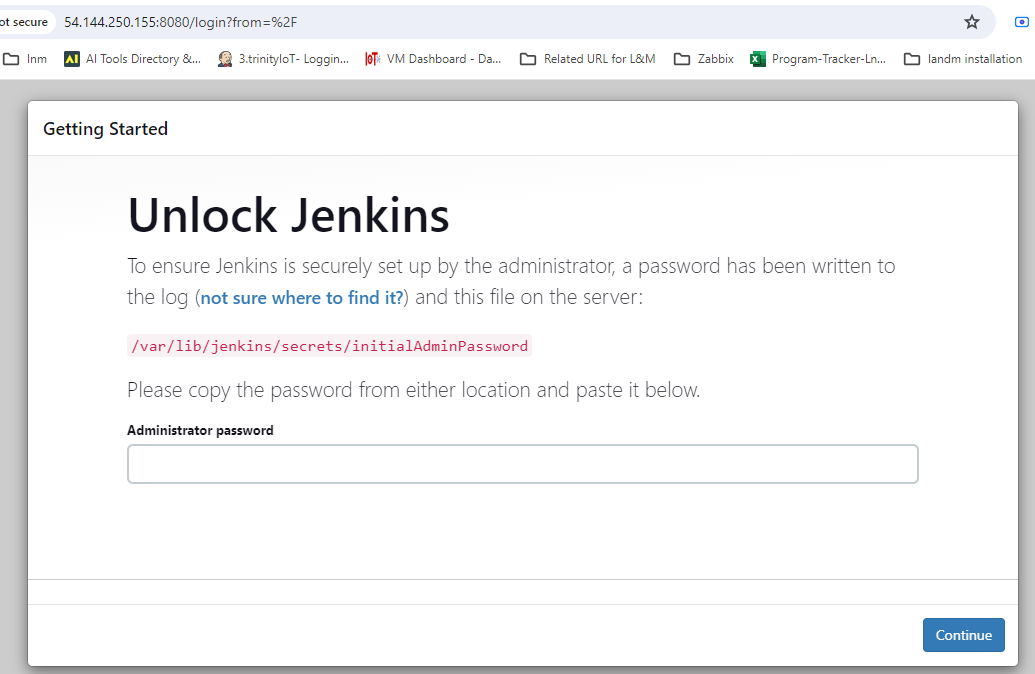 ot secure 54.144.250.155:8080/login?from=%2F
lnm AI Tools Directory &... 3.trinityIoT- Loggin... IOT VM Dashboard - Da... Related URL for L&M Zabbix Program-Tracker-Ln... landm installation
Getting Started
Unlock Jenkins
To ensure Jenkins is securely set up by the administrator, a password has been written to
the log (not sure where to find it?) and this file on the server:
/var/lib/jenkins/secrets/initialAdminPassword
Please copy the password from either location and paste it below.
Administrator password
Continue